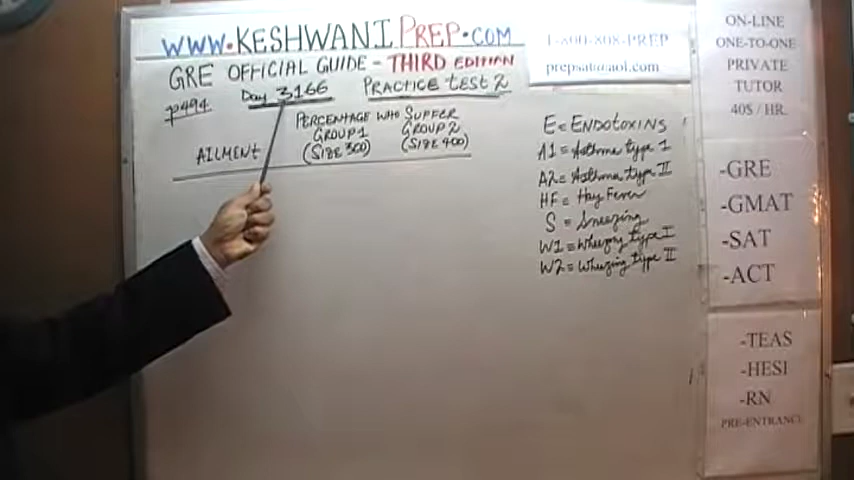 WWW.KESHWANIPREP.COM
GRE OFFICIAL GUIDE - THIRD EDITION
p494 Day 3166 PRACTICE TEST 2
PERCENTAGE WHO SUFFER
GROUP 1 GROUP 2
AILMENT (SIZE 300) (SIZE 400)
1-800-808-PREP
prepsat@aol.com
E = ENDOTOXINS
A1 = Asthma type 1
A2 = Asthma type II
HF = Hay Fever
S = Sneezing
W1 = Wheezing type I
W2 = Wheezing type II
ON-LINE
ONE-TO-ONE
PRIVATE
TUTOR
40$ / HR.
-GRE
-GMAT
-SAT
-ACT
-TEAS
-HESI
-RN
PRE-ENTRANCE